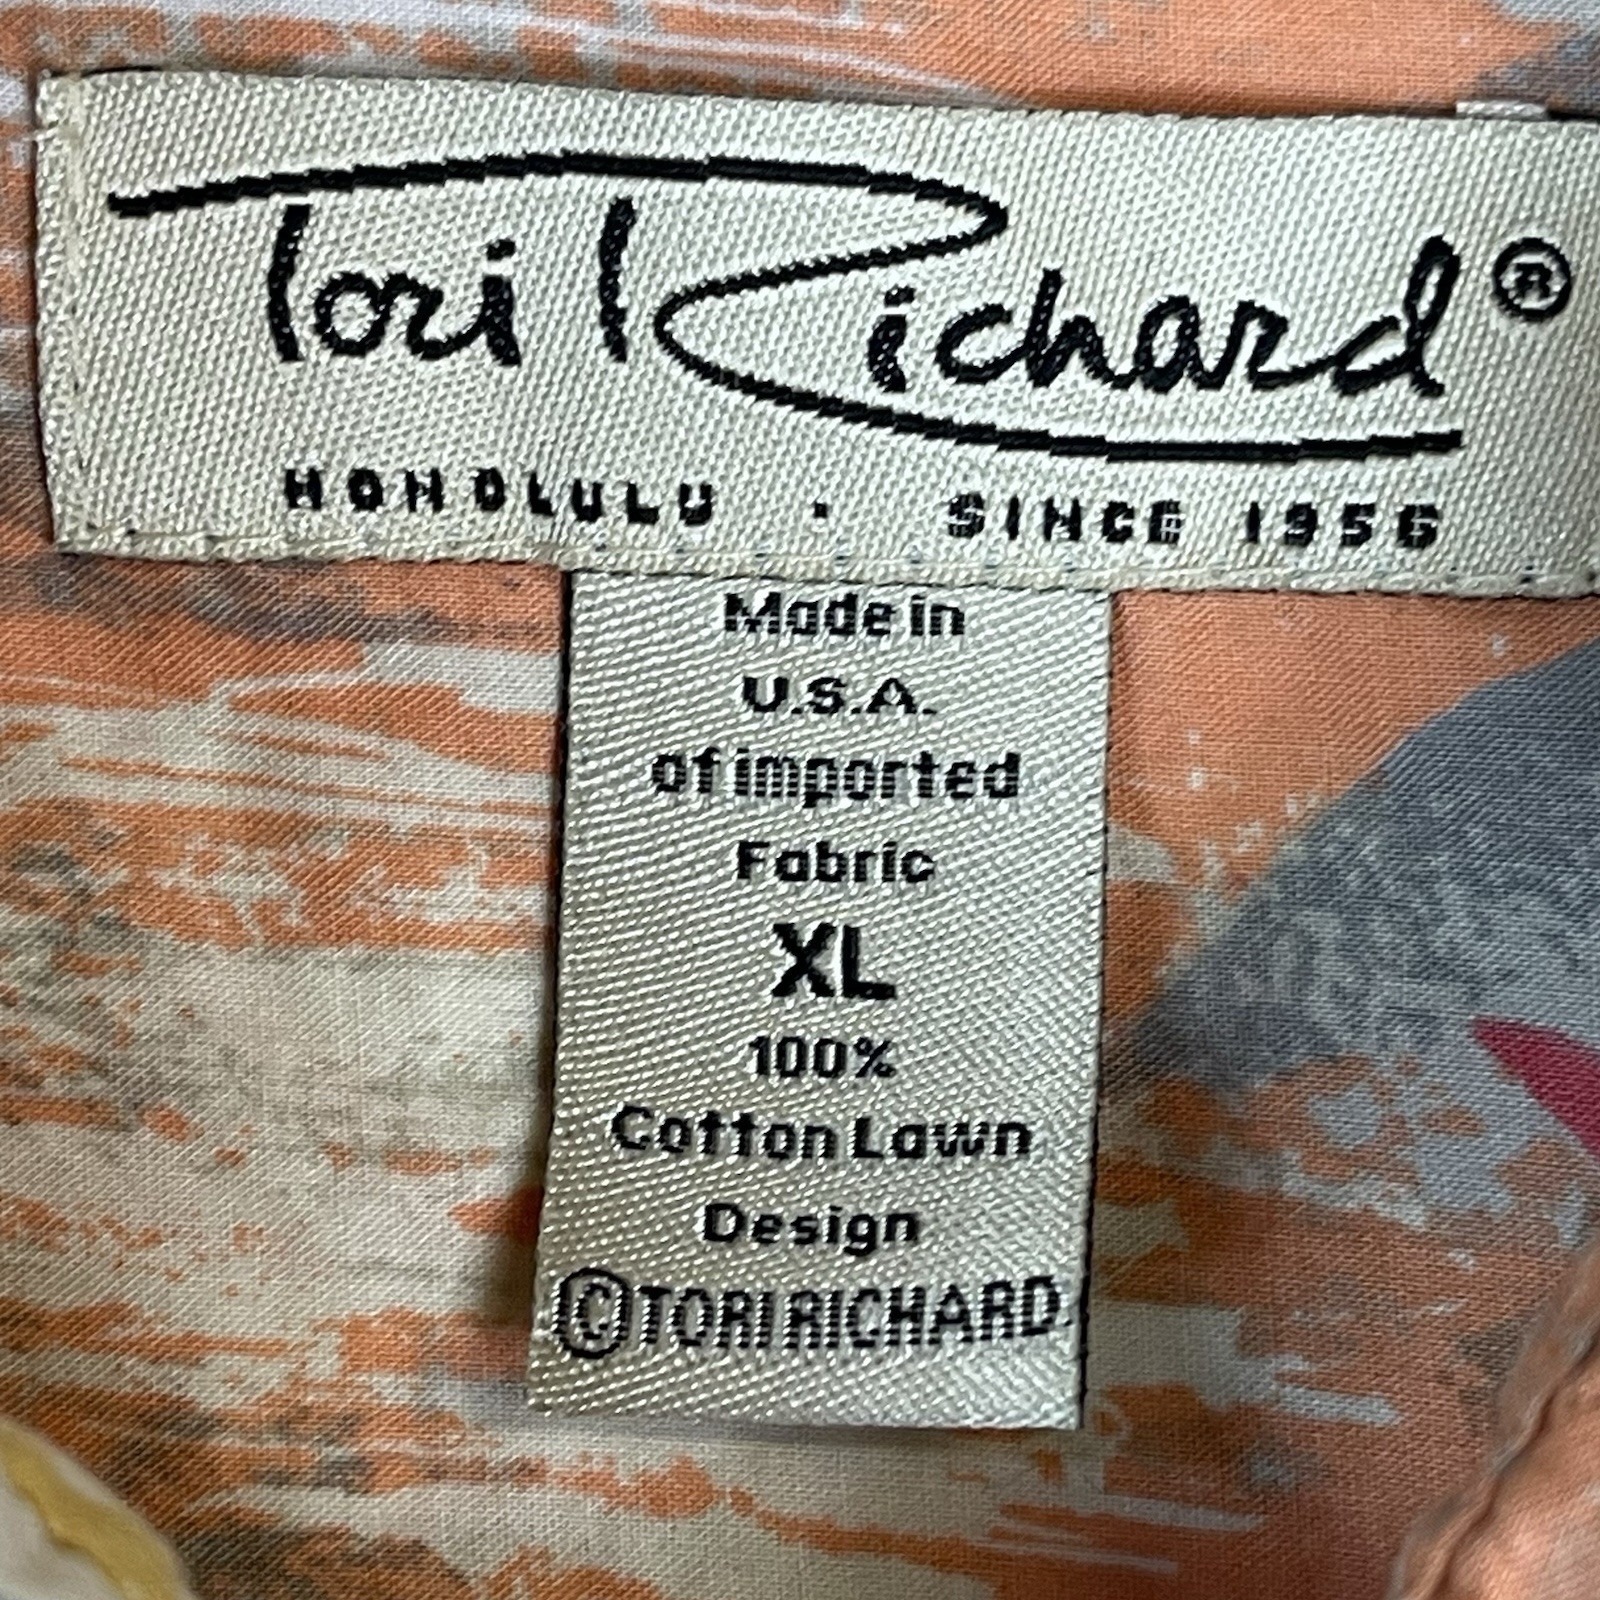 Tori Richard®
HONOLULU · SINCE 1956
Made in
U.S.A.
of imported
Fabric
XL
100%
Cotton Lawn
Design
©TORI RICHARD.